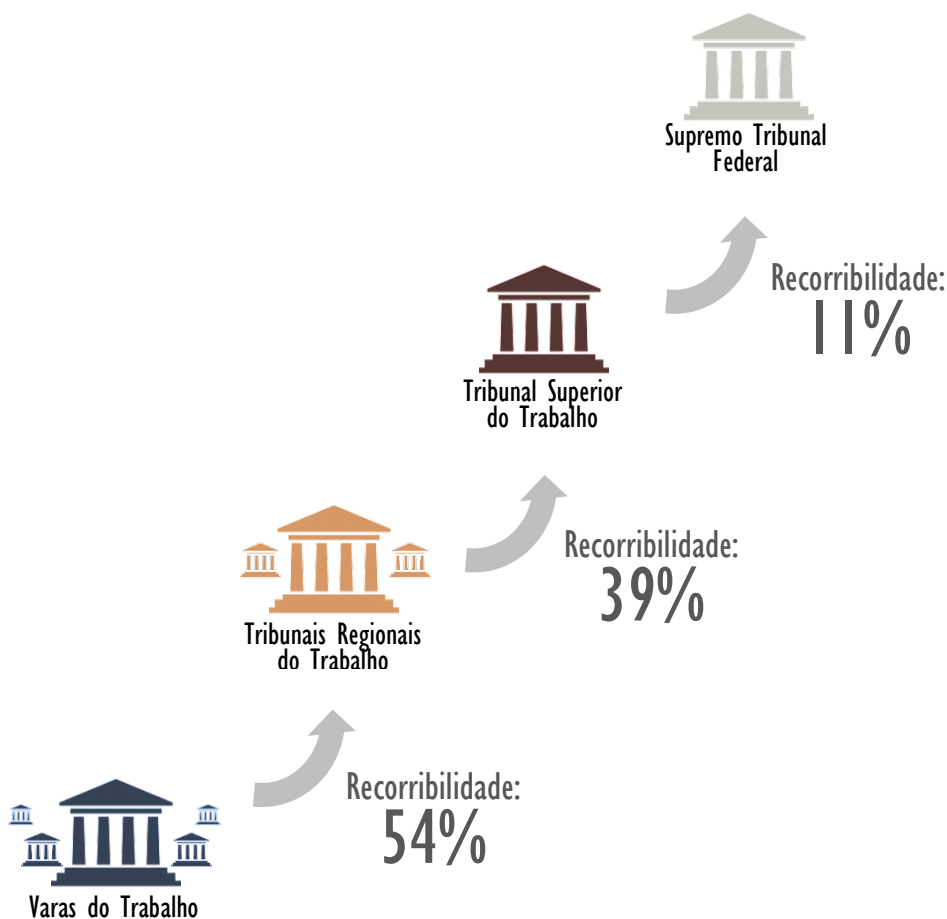 Supremo Tribunal
Federal
Recorribilidade:
11%
Tribunal Superior
do Trabalho
Recorribilidade:
39%
Tribunais Regionais
do Trabalho
Recorribilidade:
54%
Varas do Trabalho